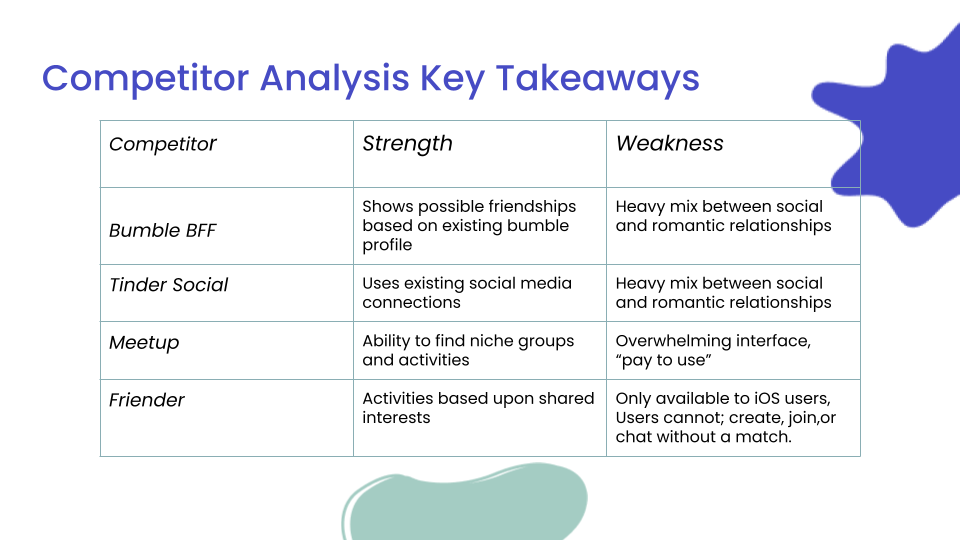 Competitor Analysis Key Takeaways
Competitor
Strength
Weakness
Bumble BFF
Shows possible friendships
based on existing bumble
profile
Heavy mix between social
and romantic relationships
Tinder Social
Uses existing social media
connections
Heavy mix between social
and romantic relationships
Meetup
Ability to find niche groups
and activities
Overwhelming interface,
“pay to use”
Friender
Activities based upon shared
interests
Only available to iOS users,
Users cannot; create, join,or
chat without a match.